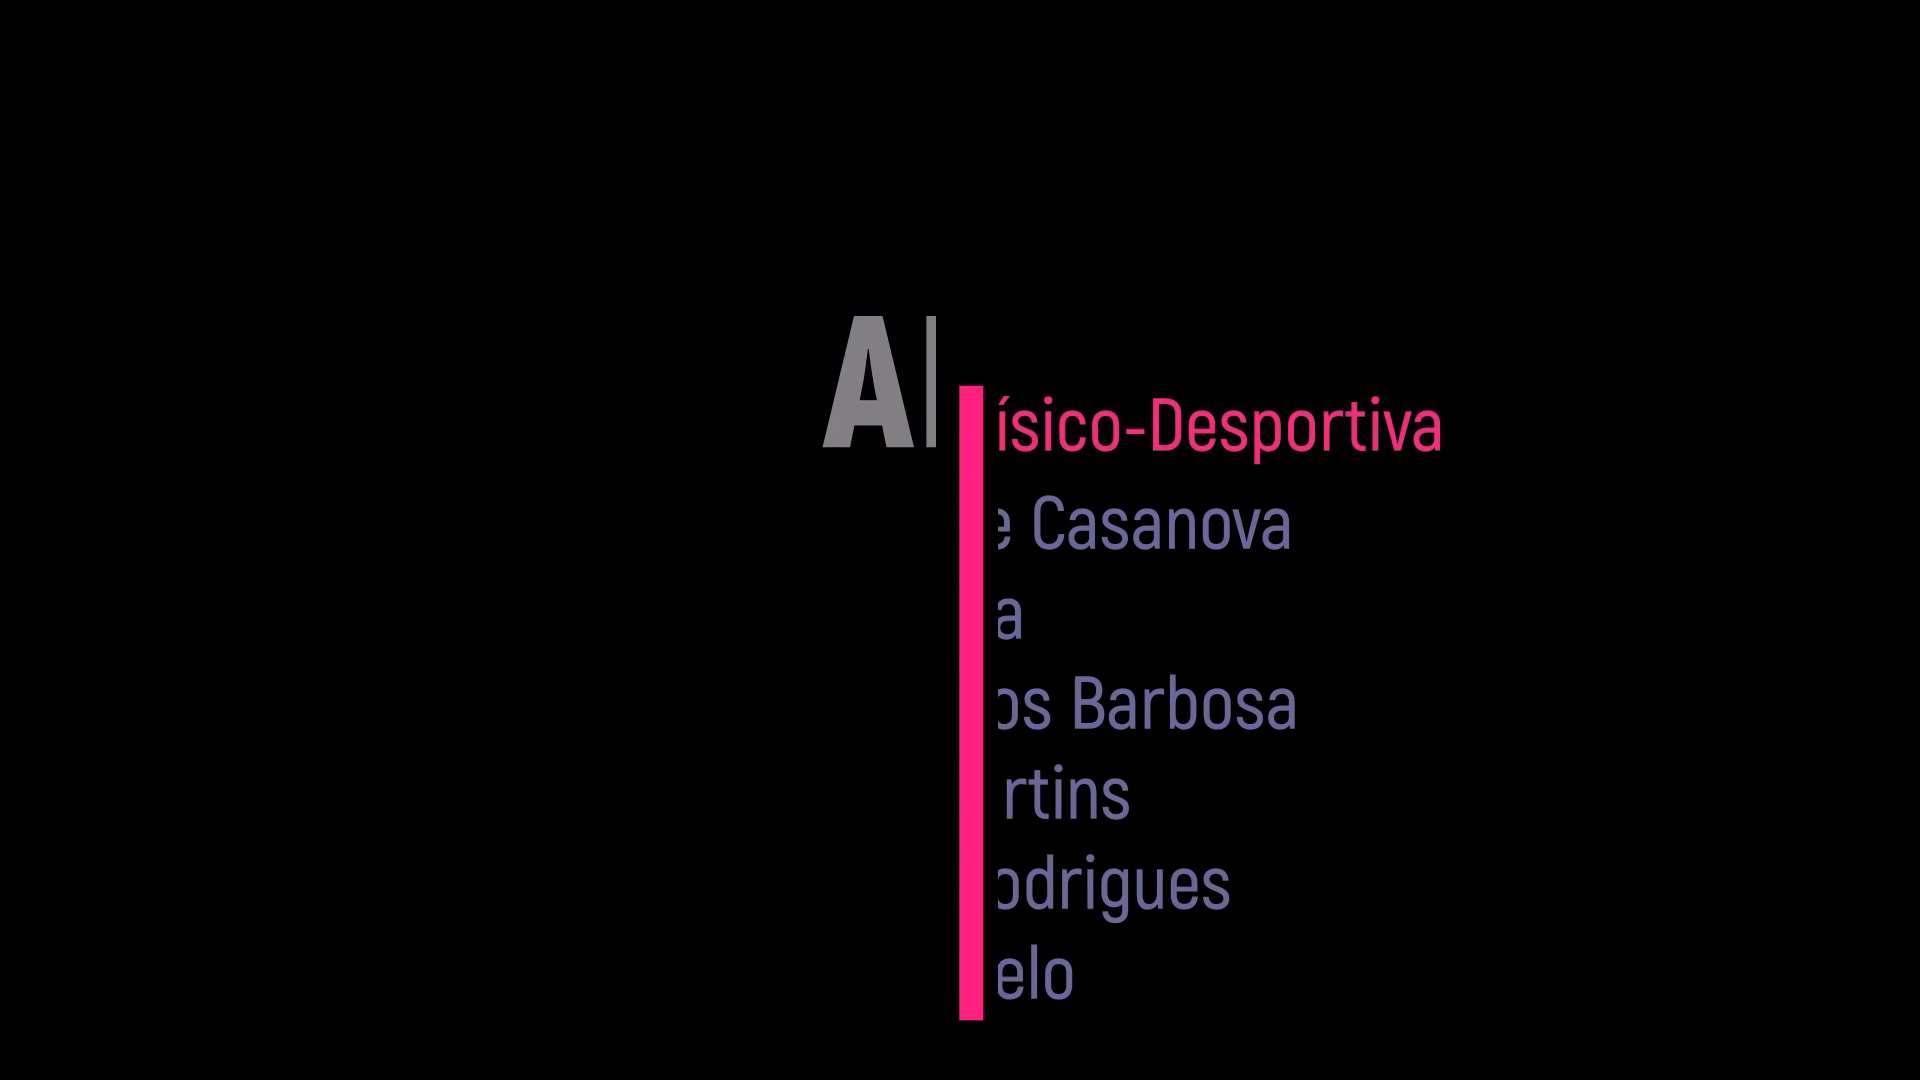 A
ísico-Desportiva
e Casanova
a
os Barbosa
rtins
odrigues
elo